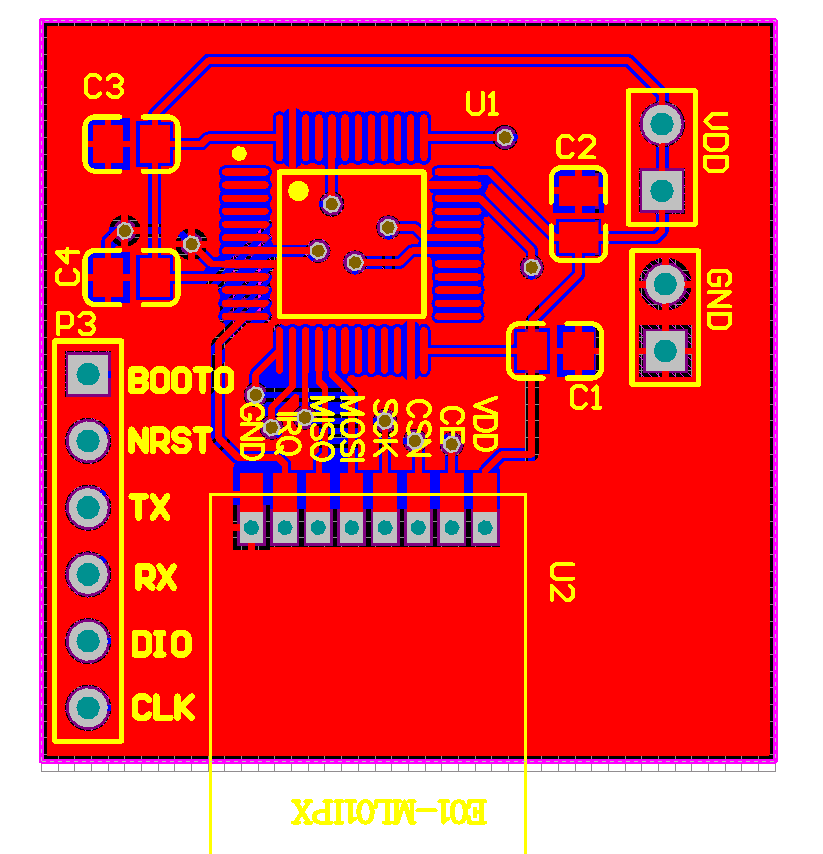 C3
U1
C2
VDD
C4
GND
P3
C1
BOOT0
GND
IRQ
MISO
MOSI
SCK
CSN
CE
VDD
NRST
TX
RX
U2
DIO
CLK
E01-ML01IPX